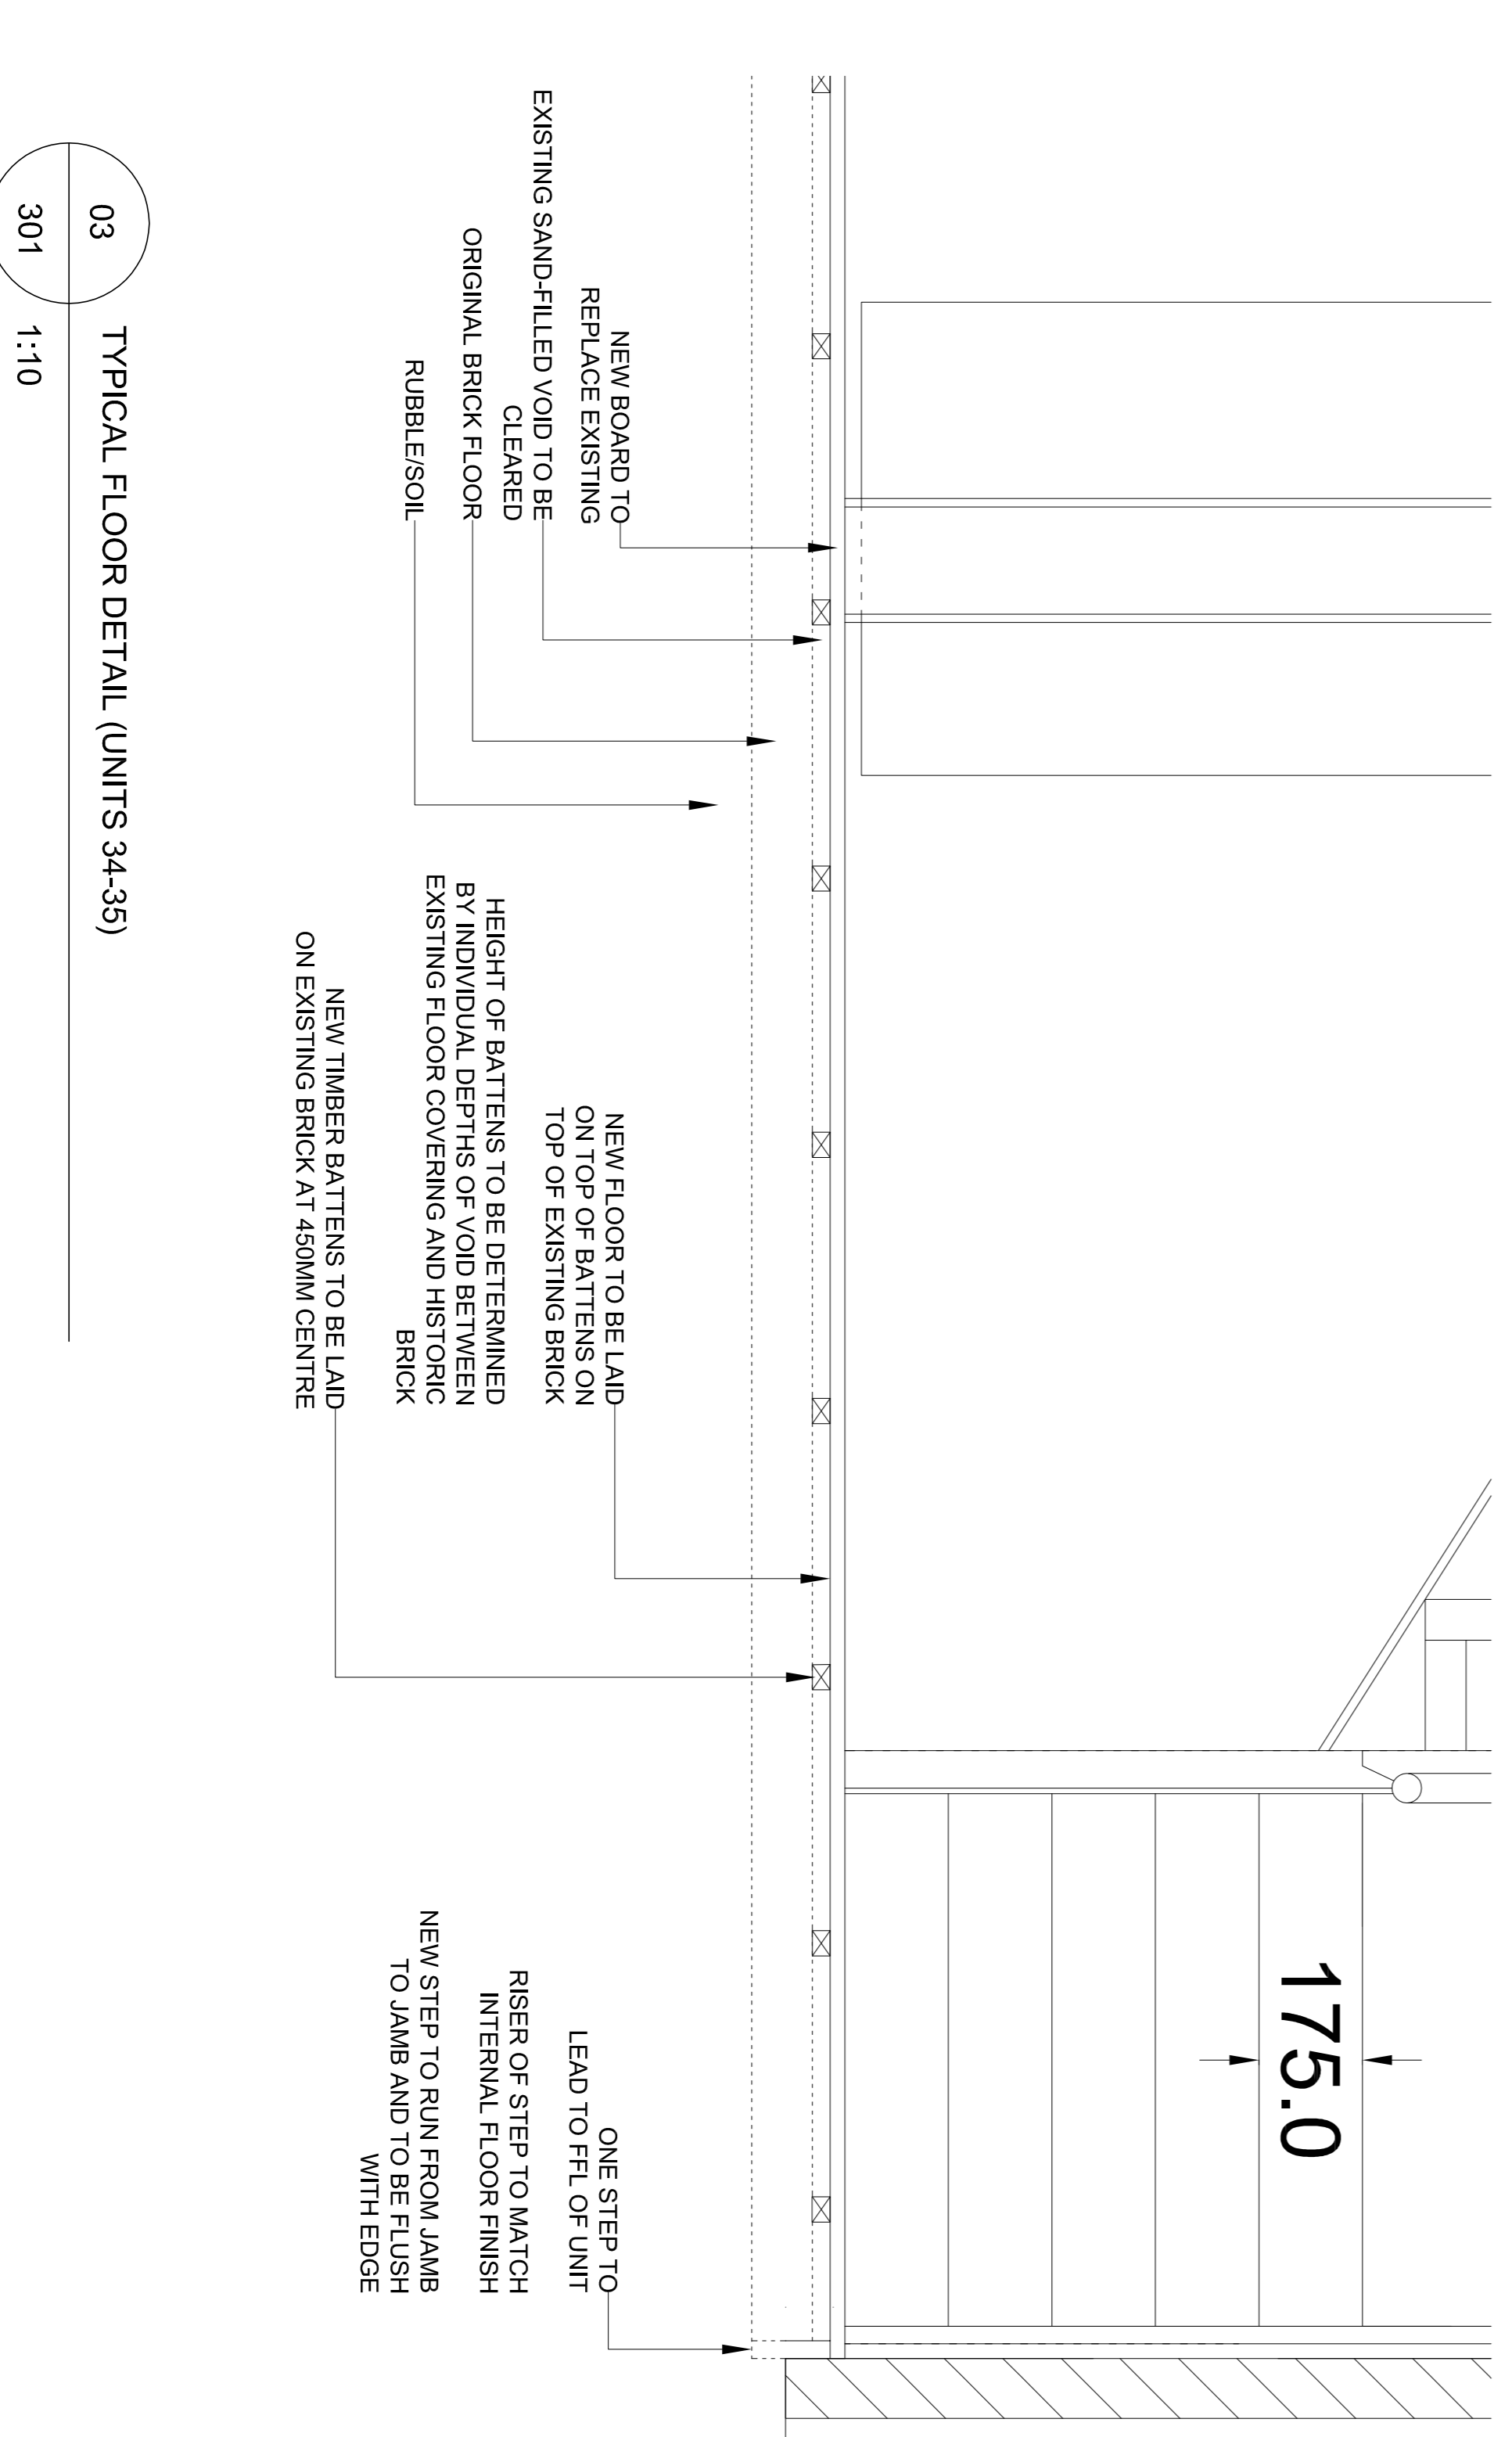 175.0
NEW BOARD TO
REPLACE EXISTING
EXISTING SAND-FILLED VOID TO BE
CLEARED
ORIGINAL BRICK FLOOR
RUBBLE/SOIL
NEW FLOOR TO BE LAID
ON TOP OF BATTENS ON
TOP OF EXISTING BRICK
HEIGHT OF BATTENS TO BE DETERMINED
BY INDIVIDUAL DEPTHS OF VOID BETWEEN
EXISTING FLOOR COVERING AND HISTORIC
BRICK
NEW TIMBER BATTENS TO BE LAID
ON EXISTING BRICK AT 450MM CENTRE
ONE STEP TO
LEAD TO FFL OF UNIT
RISER OF STEP TO MATCH
INTERNAL FLOOR FINISH
NEW STEP TO RUN FROM JAMB
TO JAMB AND TO BE FLUSH
WITH EDGE
03
TYPICAL FLOOR DETAIL (UNITS 34-35)
301
1:10